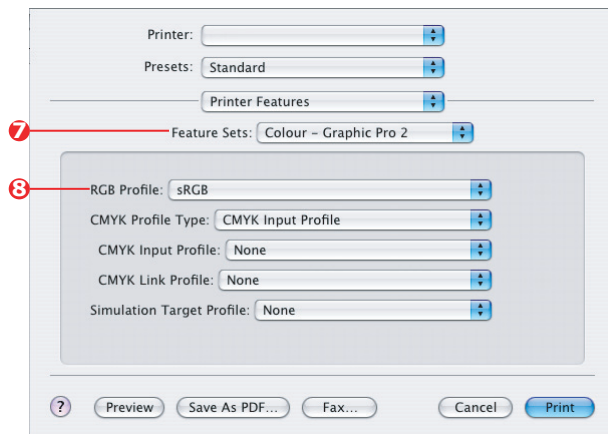 Printer:
Presets: Standard
Printer Features
7 Feature Sets: Colour – Graphic Pro 2
8 RGB Profile: sRGB
CMYK Profile Type: CMYK Input Profile
CMYK Input Profile: None
CMYK Link Profile: None
Simulation Target Profile: None
? Preview Save As PDF... Fax... Cancel Print